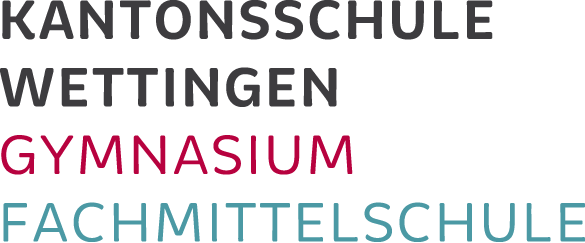 KANTONSSCHULE
WETTINGEN
GYMNASIUM
FACHMITTELSCHULE